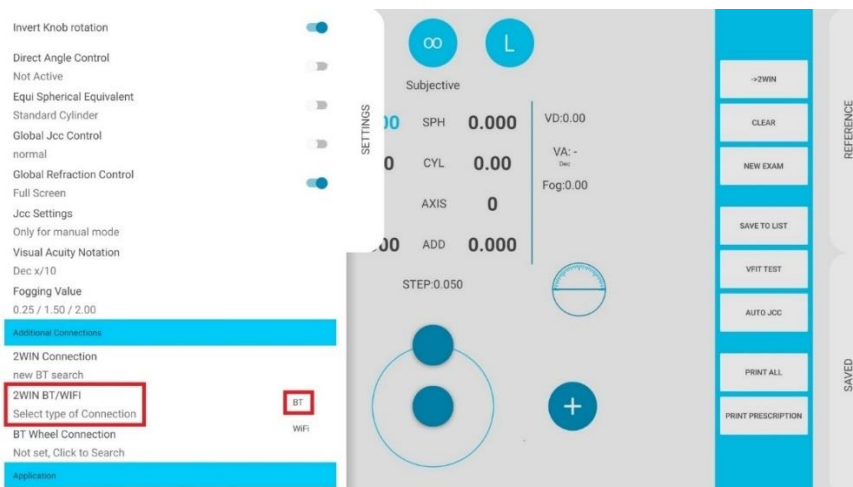 Invert Knob rotation
Direct Angle Control
Not Active
Equi Spherical Equivalent
Standard Cylinder
Global Jcc Control
normal
Global Refraction Control
Full Screen
Jcc Settings
Only for manual mode
Visual Acuity Notation
Dec x/10
Fogging Value
0.25 / 1.50 / 2.00
Additional Connections
2WIN Connection
new BT search
2WIN BT/WIFI
BT
Select type of Connection
WiFi
BT Wheel Connection
Not set, Click to Search
Application
SETTINGS
∞ L
Subjective
00 SPH 0.000
0 CYL 0.00
AXIS 0
00 ADD 0.000
VD:0.00
VA: -
Dec
Fog:0.00
STEP:0.050
+
->2WIN
CLEAR
NEW EXAM
SAVE TO LIST
VFIT TEST
AUTO JCC
PRINT ALL
PRINT PRESCRIPTION
REFERENCE
SAVED